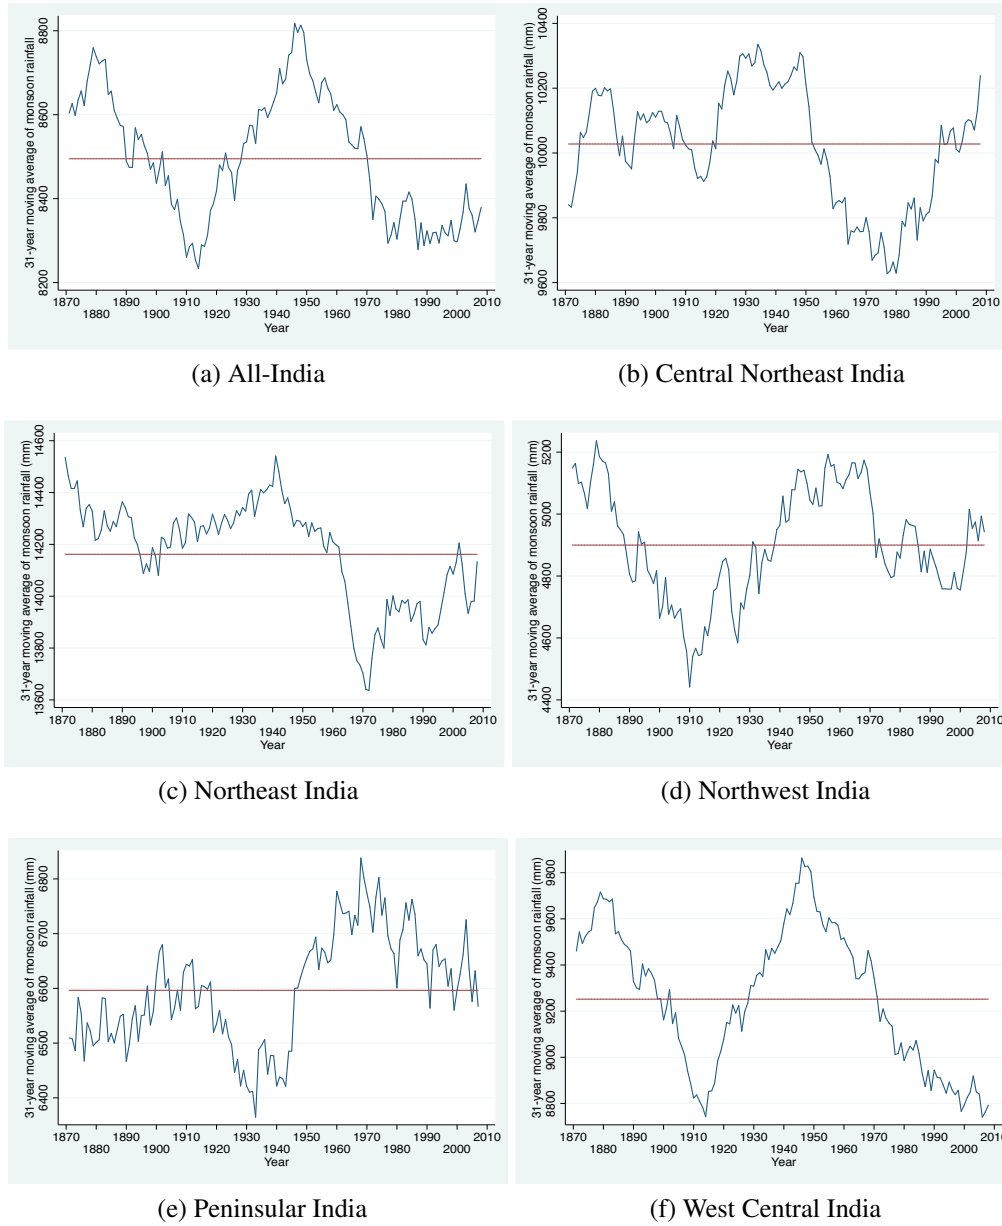 31-year moving average of monsoon rainfall
8200 8400 8600 8800
1870 1890 1910 1930 1950 1970 1990 2010
1880 1900 1920 1940 1960 1980 2000
Year
(a) All-India
31-year moving average of monsoon rainfall (mm)
9600 9800 10000 10200 10400
1870 1890 1910 1930 1950 1970 1990 2010
1880 1900 1920 1940 1960 1980 2000
Year
(b) Central Northeast India
31-year moving average of monsoon rainfall (mm)
13600 13800 14000 14200 14400 14600
1870 1890 1910 1930 1950 1970 1990 2010
1880 1900 1920 1940 1960 1980 2000
Year
(c) Northeast India
31-year moving average of monsoon rainfall (mm)
4400 4600 4800 5000 5200
1870 1890 1910 1930 1950 1970 1990 2010
1880 1900 1920 1940 1960 1980 2000
Year
(d) Northwest India
31-year moving average of monsoon rainfall (mm)
6400 6500 6600 6700 6800
1870 1890 1910 1930 1950 1970 1990 2010
1880 1900 1920 1940 1960 1980 2000
Year
(e) Peninsular India
31-year moving average of monsoon rainfall (mm)
8800 9000 9200 9400 9600 9800
1870 1890 1910 1930 1950 1970 1990 2010
1880 1900 1920 1940 1960 1980 2000
Year
(f) West Central India